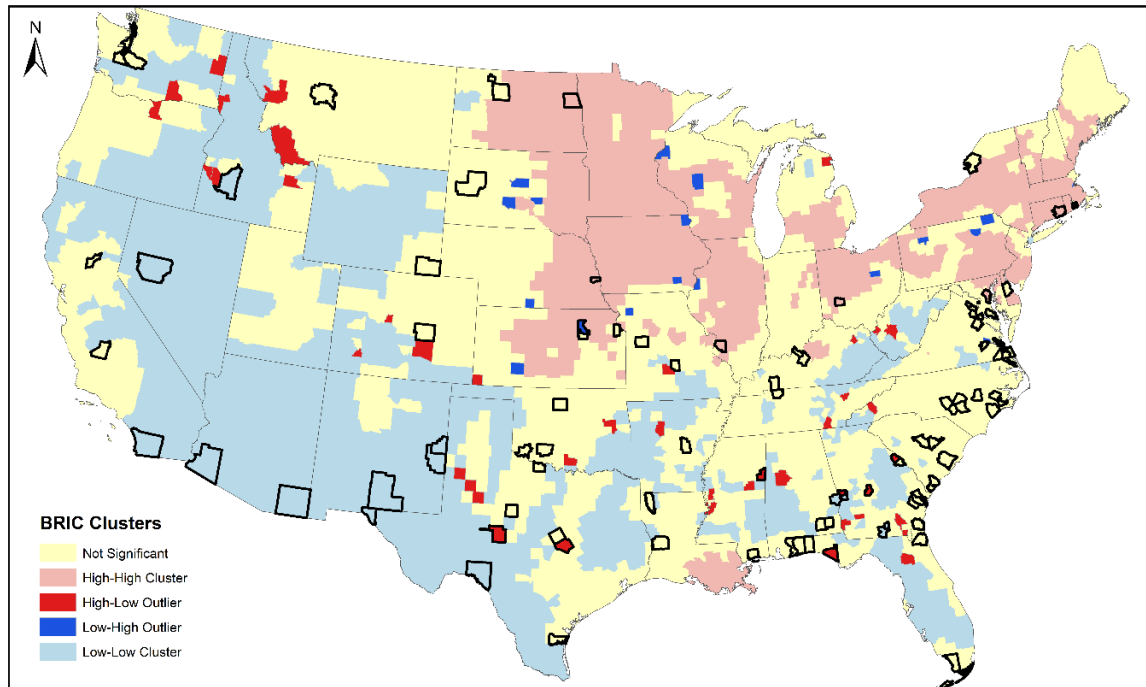 N
BRIC Clusters
Not Significant
High-High Cluster
High-Low Outlier
Low-High Outlier
Low-Low Cluster